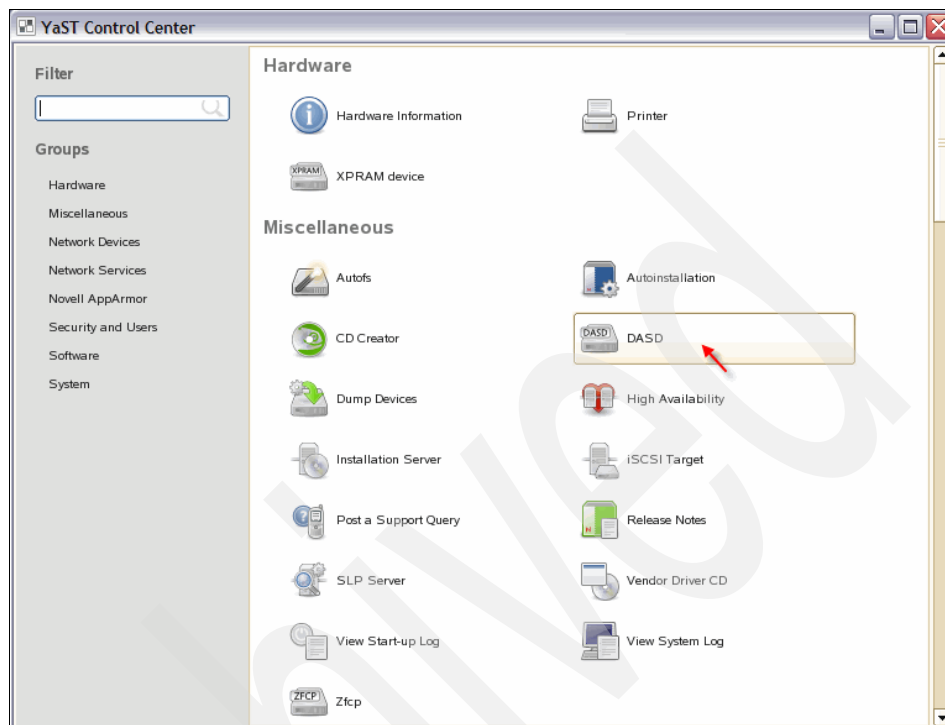 YaST Control Center
Filter
Groups
Hardware
Miscellaneous
Network Devices
Network Services
Novell AppArmor
Security and Users
Software
System
Hardware
Hardware Information
Printer
XPRAM
XPRAM device
Miscellaneous
Autofs
Autoinstallation
CD Creator
DASD
DASD
Dump Devices
High Availability
Installation Server
iSCSI Target
Post a Support Query
Release Notes
SLP Server
Vendor Driver CD
View Start-up Log
View System Log
ZFCP
Zfcp
hived